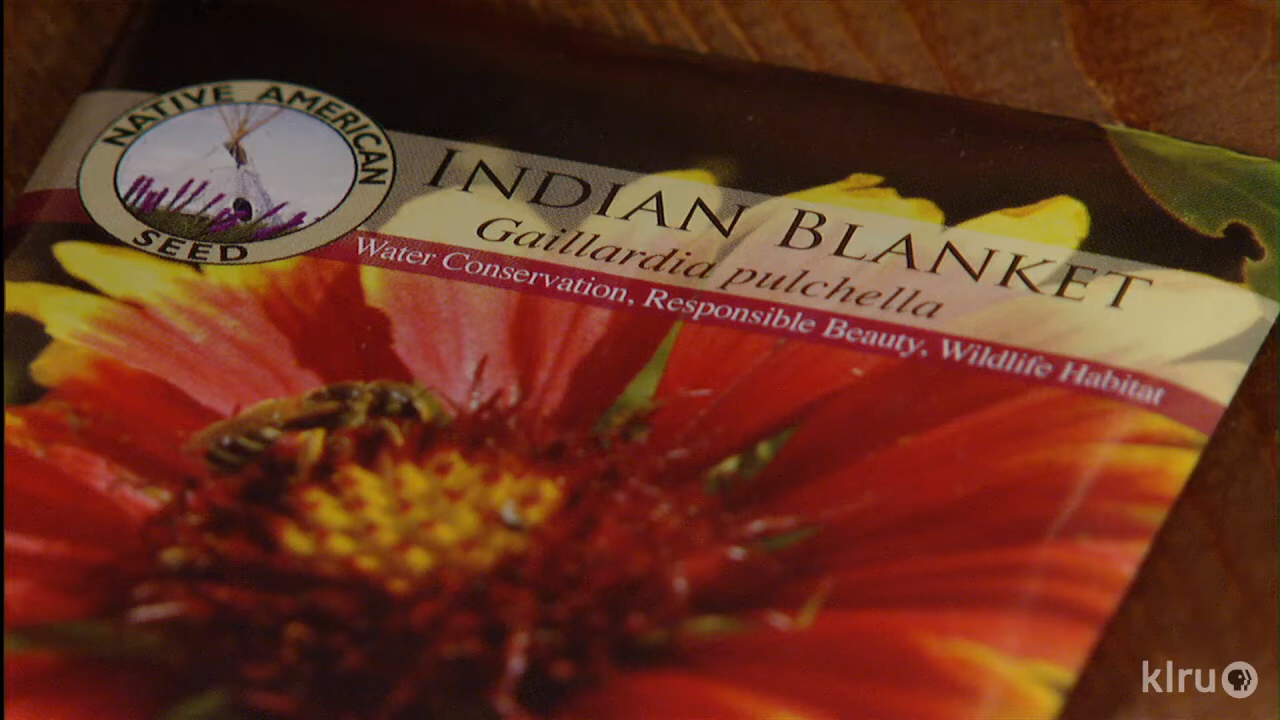 NATIVE AMERICAN
SEED
INDIAN BLANKET
Gaillardia pulchella
Water Conservation, Responsible Beauty, Wildlife Habitat
klru